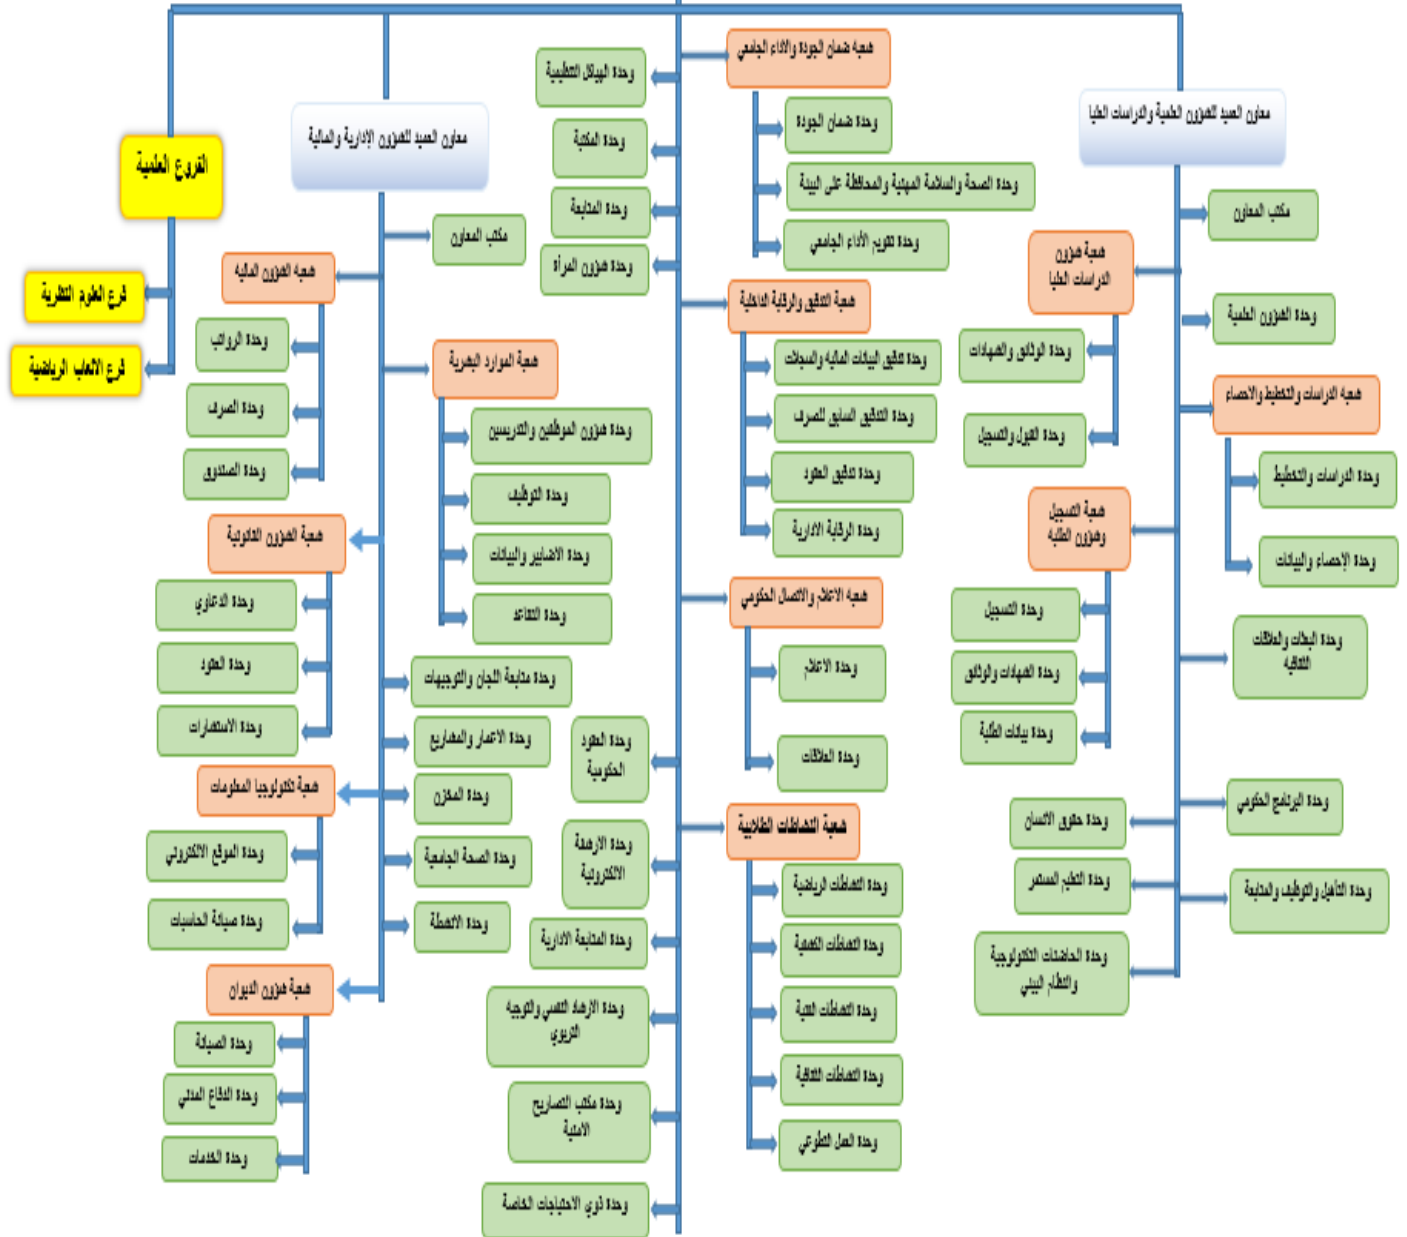 معاون العميد للشؤون العلمية والدراسات العليا
مكتب المعاون
وحدة الشؤون العلمية
شعبة الدراسات والتخطيط والاحصاء
وحدة الدراسات والتخطيط
وحدة الإحصاء والبيانات
وحدة البعثات والعلاقات
الثقافيه
وحدة البرنامج الحكومي
وحدة التأهيل والتوظيف والمتابعة
شعبة شؤون
الدراسات العليا
وحدة الوثائق والشهادات
وحدة القبول والتسجيل
شعبة التسجيل
وشؤون الطلبه
وحدة التسجيل
وحدة الشهادات والوثائق
وحدة بيانات الطلبة
وحدة حقوق الانسان
وحدة التعليم المستمر
وحدة الحاضنات التكنولوجية
والنظام البيئي
شعبة ضمان الجودة والاداء الجامعي
وحدة ضمان الجودة
وحدة الصحة والسلامة المهنية والمحافظة على البيئة
وحدة تقويم الأداء الجامعي
شعبة التدقيق والرقابة الداخلية
وحدة تدقيق البيانات الماليه والسجلات
وحدة التدقيق السابق للصرف
وحدة تدقيق العقود
وحدة الرقابة الادارية
شعبه الاعلام والاتصال الحكومي
وحدة الاعلام
وحدة العلاقات
شعبة النشاطات الطلابية
وحدة النشاطات الرياضية
وحدة النشاطات الكشفية
وحدة النشاطات الفنية
وحدة النشاطات الثقافية
وحدة العمل التطوعي
وحدة الهياكل التنظيمية
وحدة المكتبة
وحدة المتابعة
وحدة شؤون المرأة
وحدة العقود
الحكومية
وحدة الارشفة
الالكترونية
وحدة المتابعة الادارية
وحدة الارشاد النفسي والتوجيه
التربوي
وحدة مكتب التصاريح
الامنية
وحدة ذوي الاحتياجات الخاصة
معاون العميد للشؤون الإدارية والمالية
مكتب المعاون
شعبة الموارد البشرية
وحدة شؤون الموظفين والتدريسين
وحدة التوظيف
وحدة الاضابير والبيانات
وحدة التقاعد
وحدة متابعة اللجان والتوجيهات
وحدة الاعمار والمشاريع
وحدة المخزن
وحدة الصحة الجامعية
وحدة الانشطة
شعبه الشؤون الماليه
وحدة الرواتب
وحدة الصرف
وحدة الصندوق
شعبة الشؤون القانونية
وحدة الدعاوي
وحدة العقود
وحدة الاستشارات
شعبة تكنولوجيا المعلومات
وحدة الموقع الالكتروني
وحدة صيانة الحاسبات
شعبة شؤون الديوان
وحدة الصيانة
وحدة الدفاع المدني
وحدة الخدمات
الفروع العلمية
فرع العلوم النظرية
فرع الالعاب الرياضية